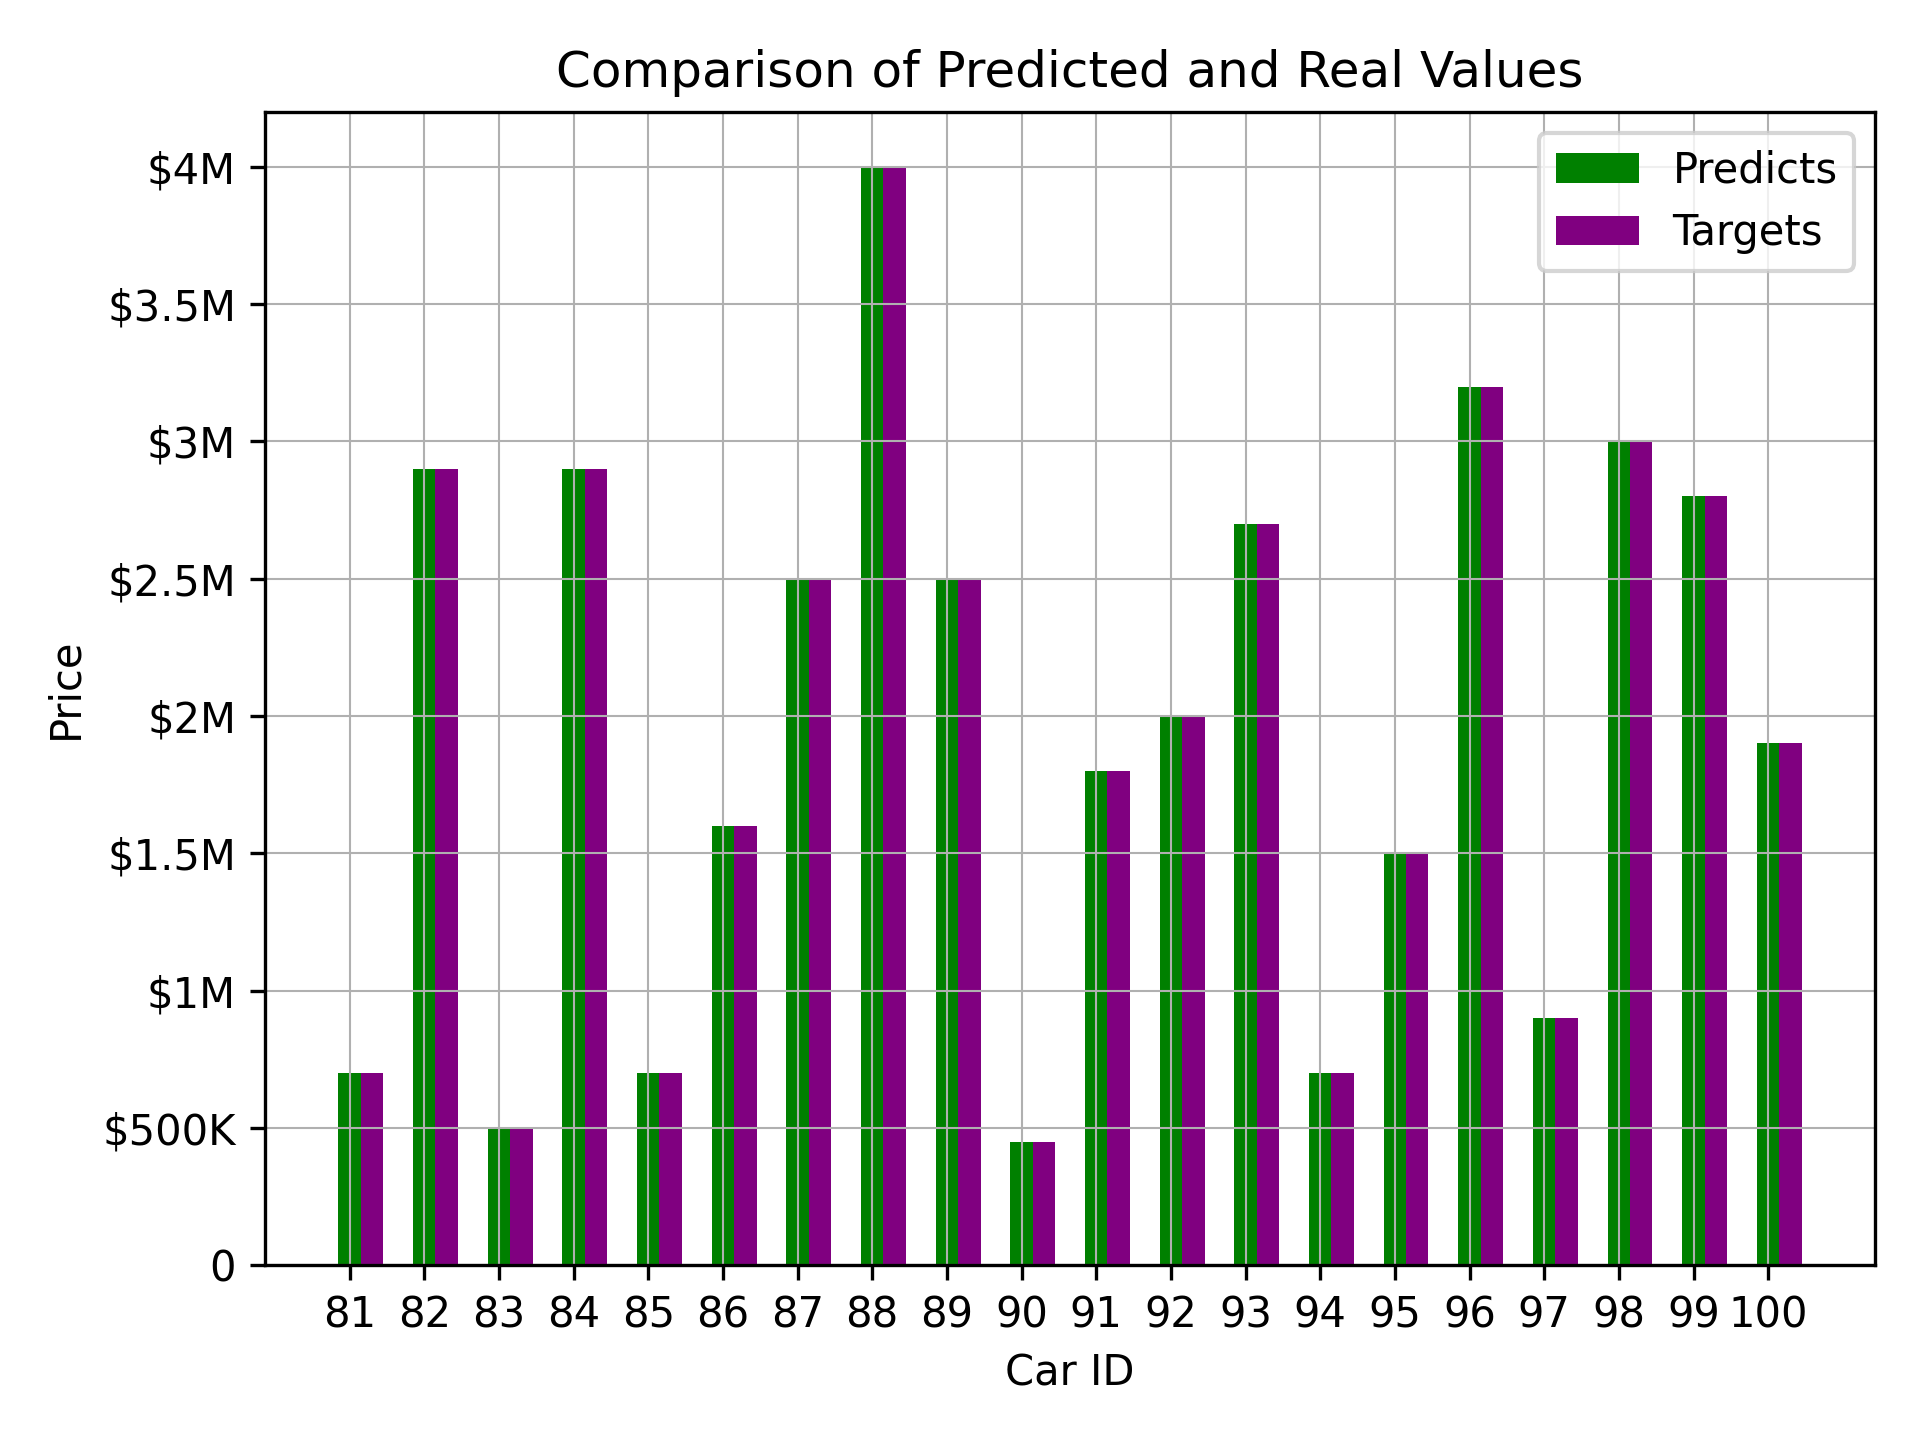 Comparison of Predicted and Real Values
Predicts
Targets
$4M
$3.5M
$3M
$2.5M
$2M
$1.5M
$1M
$500K
0
Price
81 82 83 84 85 86 87 88 89 90 91 92 93 94 95 96 97 98 99 100
Car ID